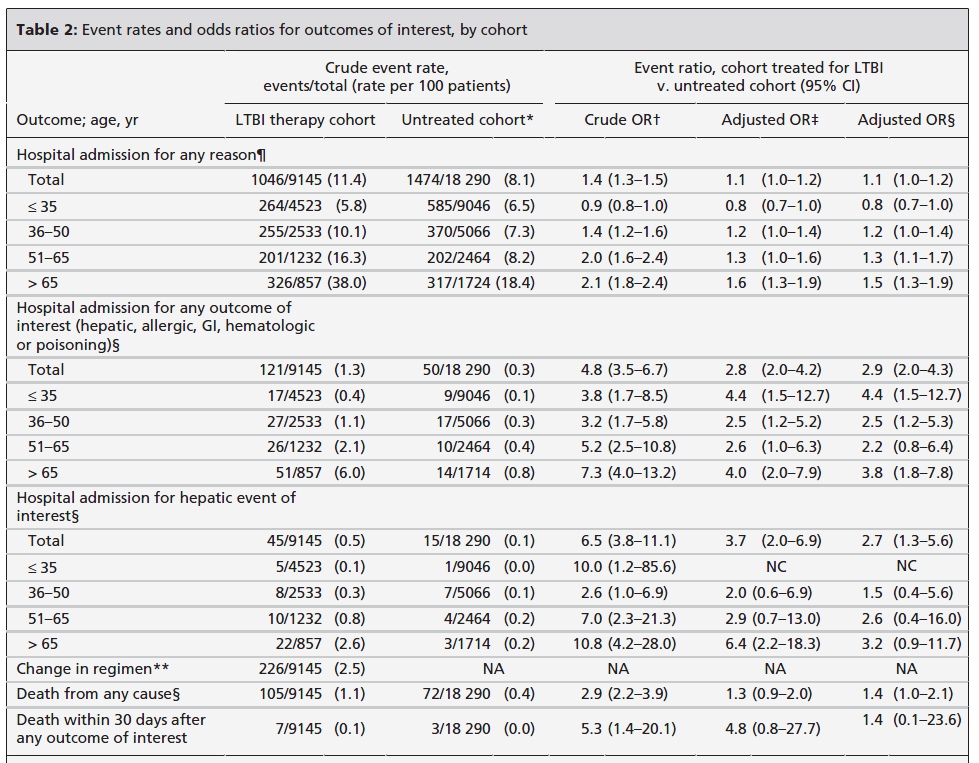 Table 2: Event rates and odds ratios for outcomes of interest, by cohort
Crude event rate, events/total (rate per 100 patients) Event ratio, cohort treated for LTBI v. untreated cohort (95% CI)
Outcome; age, yr LTBI therapy cohort Untreated cohort* Crude OR† Adjusted OR‡ Adjusted OR§
Hospital admission for any reason¶
Total 1046/9145 (11.4) 1474/18 290 (8.1) 1.4 (1.3–1.5) 1.1 (1.0–1.2) 1.1 (1.0–1.2)
≤ 35 264/4523 (5.8) 585/9046 (6.5) 0.9 (0.8–1.0) 0.8 (0.7–1.0) 0.8 (0.7–1.0)
36–50 255/2533 (10.1) 370/5066 (7.3) 1.4 (1.2–1.6) 1.2 (1.0–1.4) 1.2 (1.0–1.4)
51–65 201/1232 (16.3) 202/2464 (8.2) 2.0 (1.6–2.4) 1.3 (1.0–1.6) 1.3 (1.1–1.7)
> 65 326/857 (38.0) 317/1724 (18.4) 2.1 (1.8–2.4) 1.6 (1.3–1.9) 1.5 (1.3–1.9)
Hospital admission for any outcome of
interest (hepatic, allergic, GI, hematologic
or poisoning)§
Total 121/9145 (1.3) 50/18 290 (0.3) 4.8 (3.5–6.7) 2.8 (2.0–4.2) 2.9 (2.0–4.3)
≤ 35 17/4523 (0.4) 9/9046 (0.1) 3.8 (1.7–8.5) 4.4 (1.5–12.7) 4.4 (1.5–12.7)
36–50 27/2533 (1.1) 17/5066 (0.3) 3.2 (1.7–5.8) 2.5 (1.2–5.2) 2.5 (1.2–5.3)
51–65 26/1232 (2.1) 10/2464 (0.4) 5.2 (2.5–10.8) 2.6 (1.0–6.3) 2.2 (0.8–6.4)
> 65 51/857 (6.0) 14/1714 (0.8) 7.3 (4.0–13.2) 4.0 (2.0–7.9) 3.8 (1.8–7.8)
Hospital admission for hepatic event of
interest§
Total 45/9145 (0.5) 15/18 290 (0.1) 6.5 (3.8–11.1) 3.7 (2.0–6.9) 2.7 (1.3–5.6)
≤ 35 5/4523 (0.1) 1/9046 (0.0) 10.0 (1.2–85.6) NC NC
36–50 8/2533 (0.3) 7/5066 (0.1) 2.6 (1.0–6.9) 2.0 (0.6–6.9) 1.5 (0.4–5.6)
51–65 10/1232 (0.8) 4/2464 (0.2) 7.0 (2.3–21.3) 2.9 (0.7–13.0) 2.6 (0.4–16.0)
> 65 22/857 (2.6) 3/1714 (0.2) 10.8 (4.2–28.0) 6.4 (2.2–18.3) 3.2 (0.9–11.7)
Change in regimen** 226/9145 (2.5) NA NA NA NA
Death from any cause§ 105/9145 (1.1) 72/18 290 (0.4) 2.9 (2.2–3.9) 1.3 (0.9–2.0) 1.4 (1.0–2.1)
Death within 30 days after
any outcome of interest 7/9145 (0.1) 3/18 290 (0.0) 5.3 (1.4–20.1) 4.8 (0.8–27.7) 1.4 (0.1–23.6)